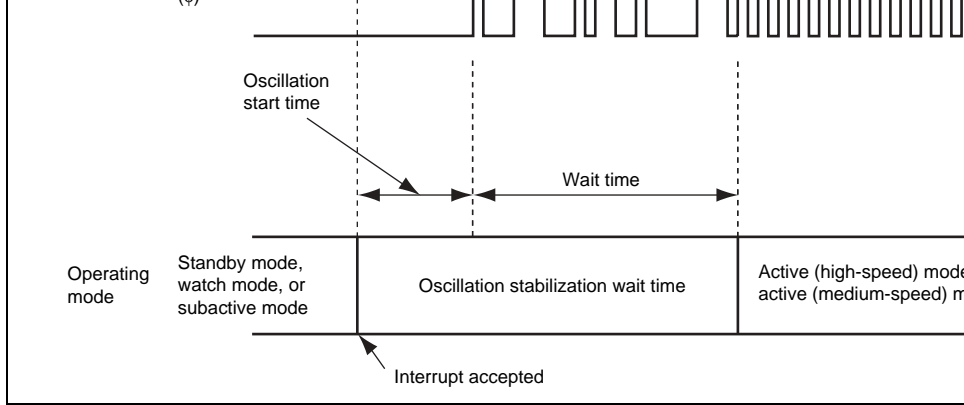 (φ)
Oscillation
start time
Wait time
Operating
mode
Standby mode,
watch mode, or
subactive mode
Oscillation stabilization wait time
Active (high-speed) mode
active (medium-speed)
Interrupt accepted